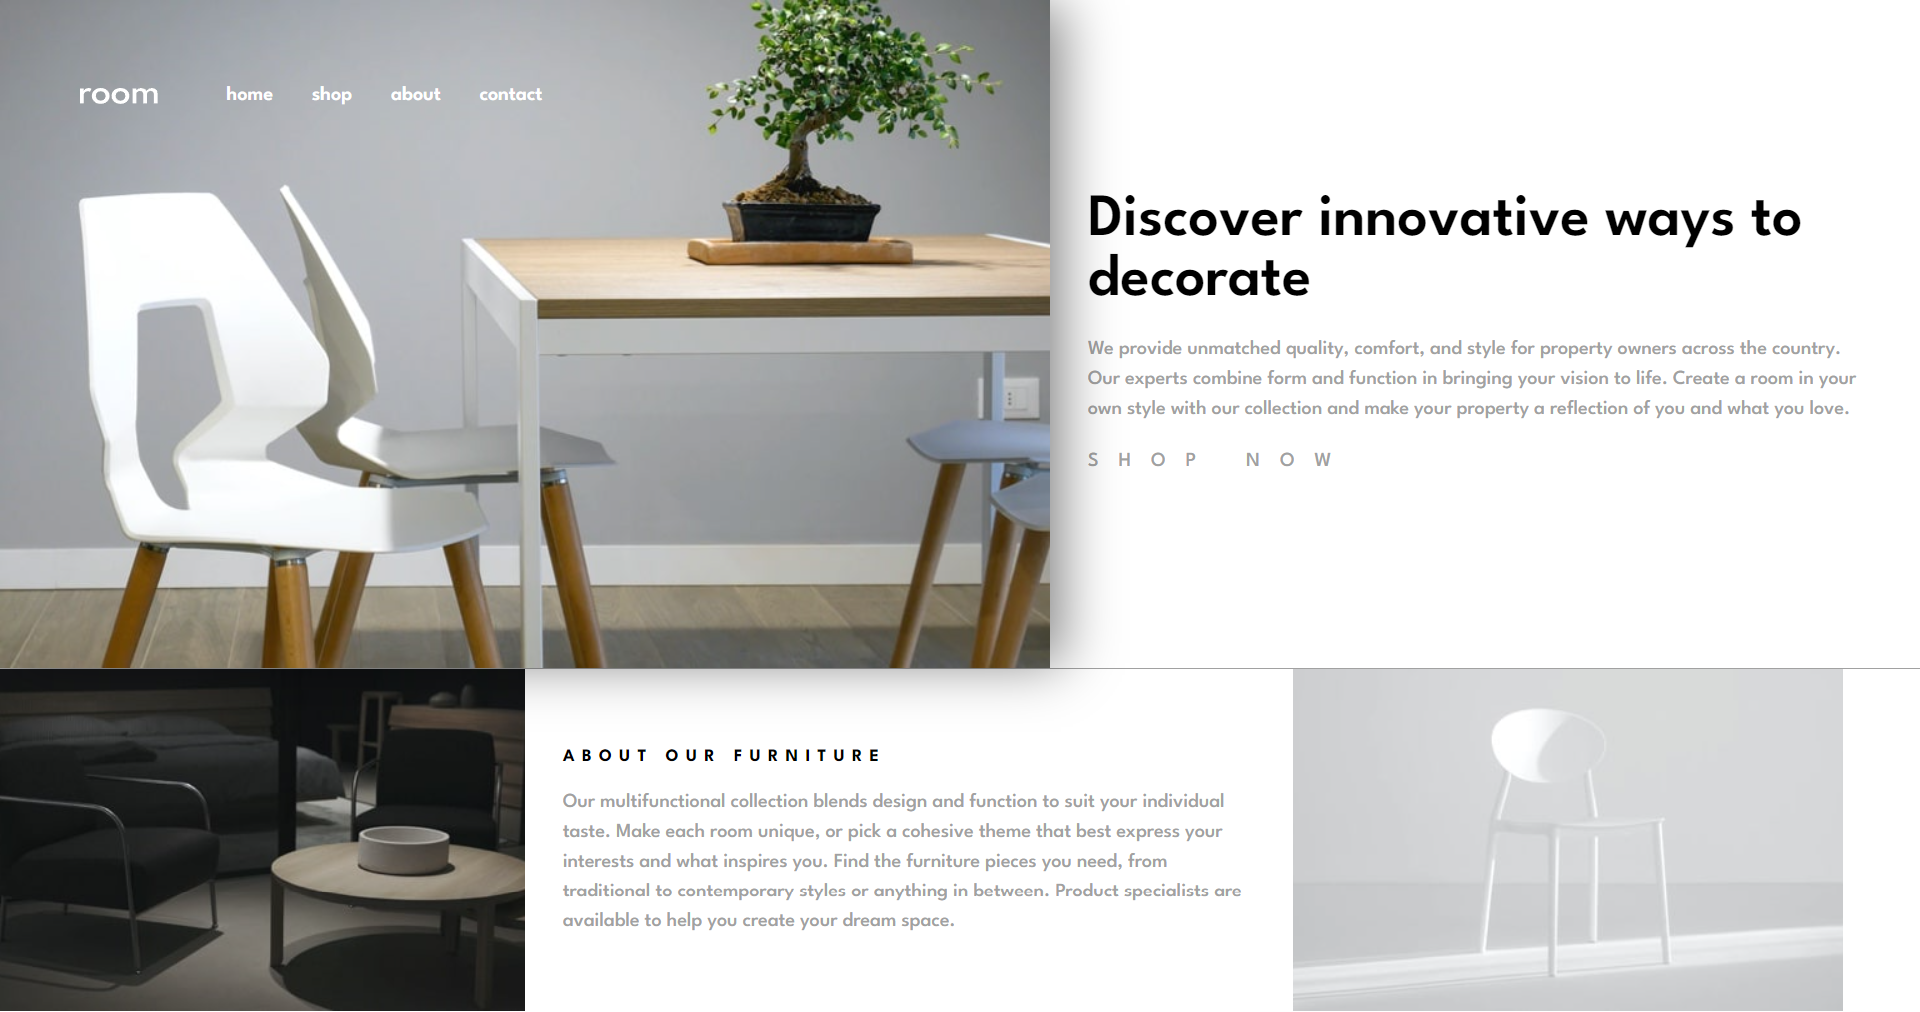 room
home shop about contact
Discover innovative ways to
decorate
We provide unmatched quality, comfort, and style for property owners across the country.
Our experts combine form and function in bringing your vision to life. Create a room in your
own style with our collection and make your property a reflection of you and what you love.
SHOP NOW
ABOUT OUR FURNITURE
Our multifunctional collection blends design and function to suit your individual
taste. Make each room unique, or pick a cohesive theme that best express your
interests and what inspires you. Find the furniture pieces you need, from
traditional to contemporary styles or anything in between. Product specialists are
available to help you create your dream space.